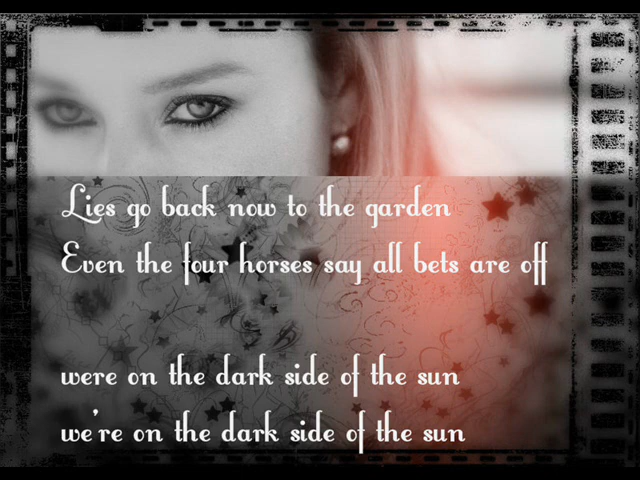 Lies go back now to the garden
Even the four horses say all bets are off
were on the dark side of the sun
we're on the dark side of the sun